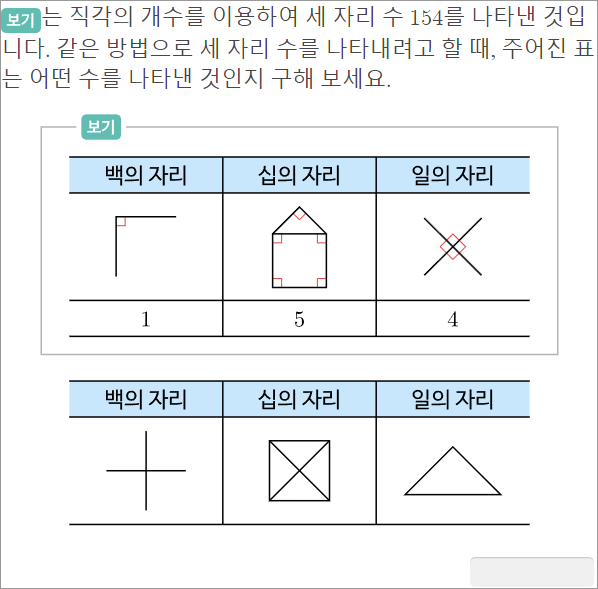 보기는 직각의 개수를 이용하여 세 자리 수 154를 나타낸 것입
니다. 같은 방법으로 세 자리 수를 나타내려고 할 때, 주어진 표
는 어떤 수를 나타낸 것인지 구해 보세요.
보기
백의 자리 십의 자리 일의 자리
1 5 4
백의 자리 십의 자리 일의 자리